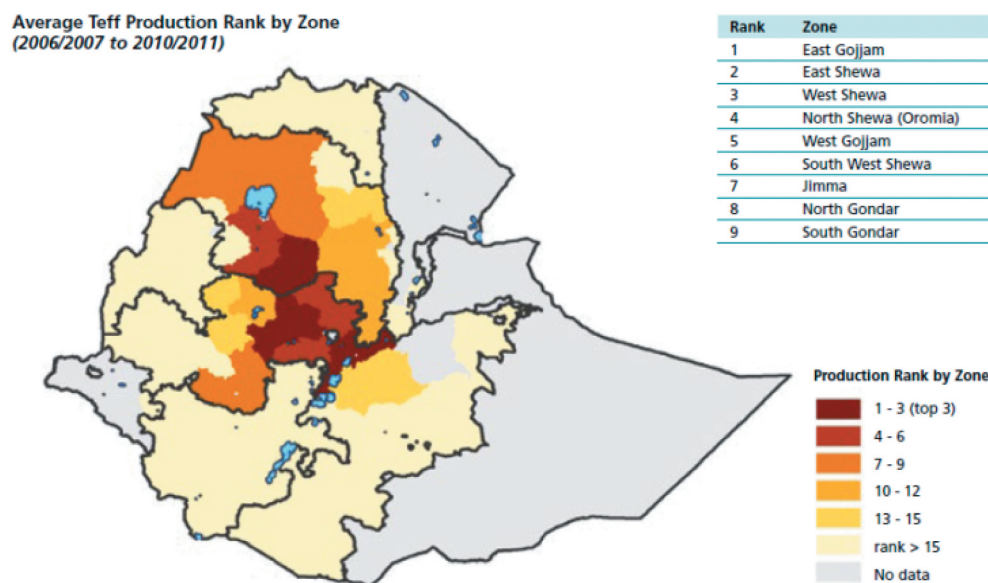 Average Teff Production Rank by Zone
(2006/2007 to 2010/2011)
Rank Zone
1 East Gojjam
2 East Shewa
3 West Shewa
4 North Shewa (Oromia)
5 West Gojjam
6 South West Shewa
7 Jimma
8 North Gondar
9 South Gondar
Production Rank by Zone
1 - 3 (top 3)
4 - 6
7 - 9
10 - 12
13 - 15
rank > 15
No data